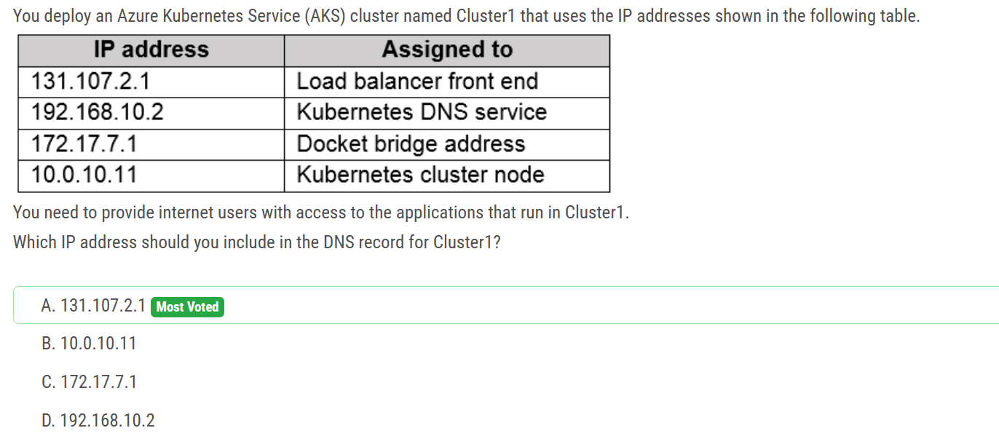 You deploy an Azure Kubernetes Service (AKS) cluster named Cluster1 that uses the IP addresses shown in the following table.
IP address Assigned to
131.107.2.1 Load balancer front end
192.168.10.2 Kubernetes DNS service
172.17.7.1 Docket bridge address
10.0.10.11 Kubernetes cluster node
You need to provide internet users with access to the applications that run in Cluster1.
Which IP address should you include in the DNS record for Cluster1?
A. 131.107.2.1 Most Voted
B. 10.0.10.11
C. 172.17.7.1
D. 192.168.10.2